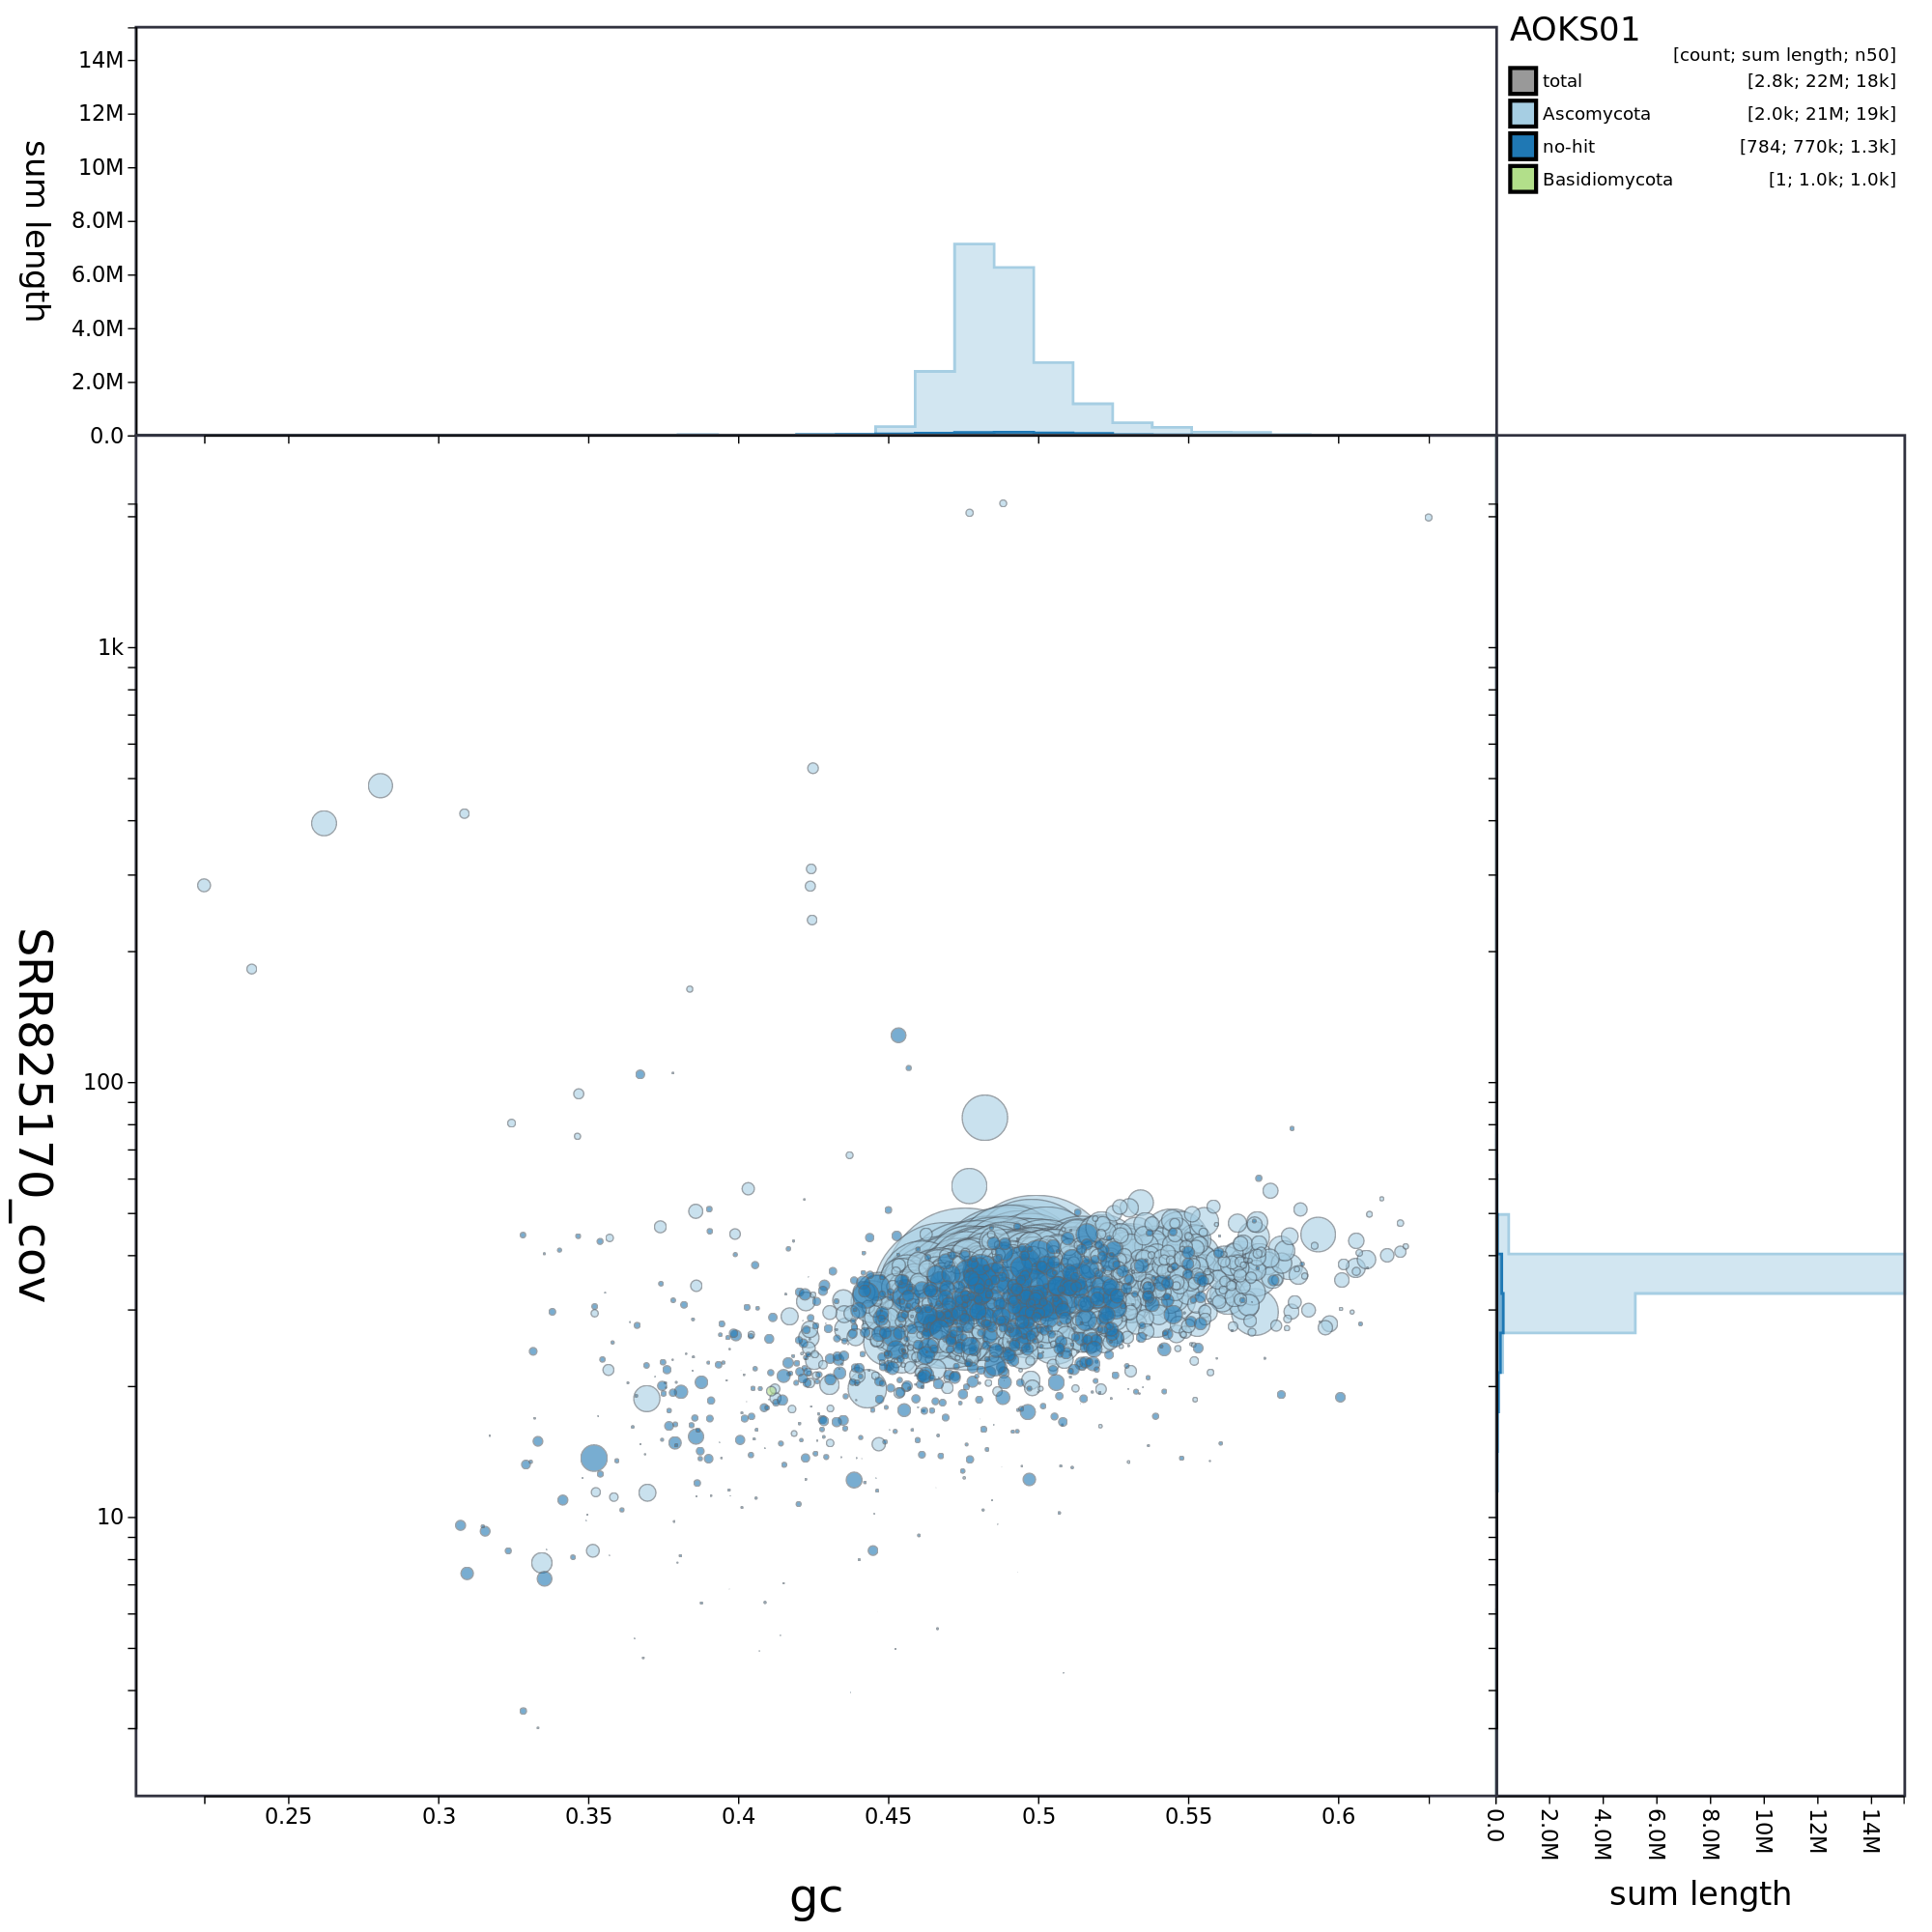 AOKS01
[count; sum length; n50]
total [2.8k; 22M; 18k]
Ascomycota [2.0k; 21M; 19k]
no-hit [784; 770k; 1.3k]
Basidiomycota [1; 1.0k; 1.0k]
sum length
14M
12M
10M
8.0M
6.0M
4.0M
2.0M
0.0
SRR825170_cov
1k
100
10
0.25 0.3 0.35 0.4 0.45 0.5 0.55 0.6
gc
0.0 2.0M 4.0M 6.0M 8.0M 10M 12M 14M
sum length